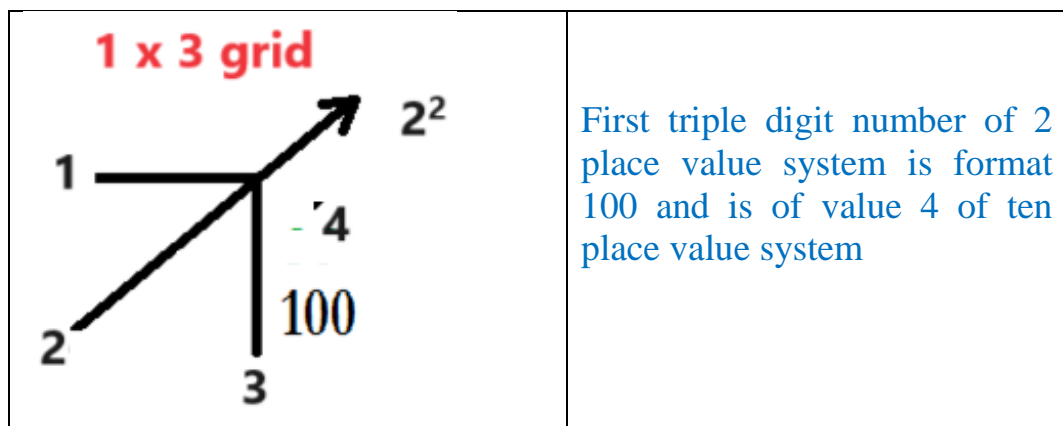 1 x 3 grid
2²
1
4
100
2
3
First triple digit number of 2
place value system is format
100 and is of value 4 of ten
place value system